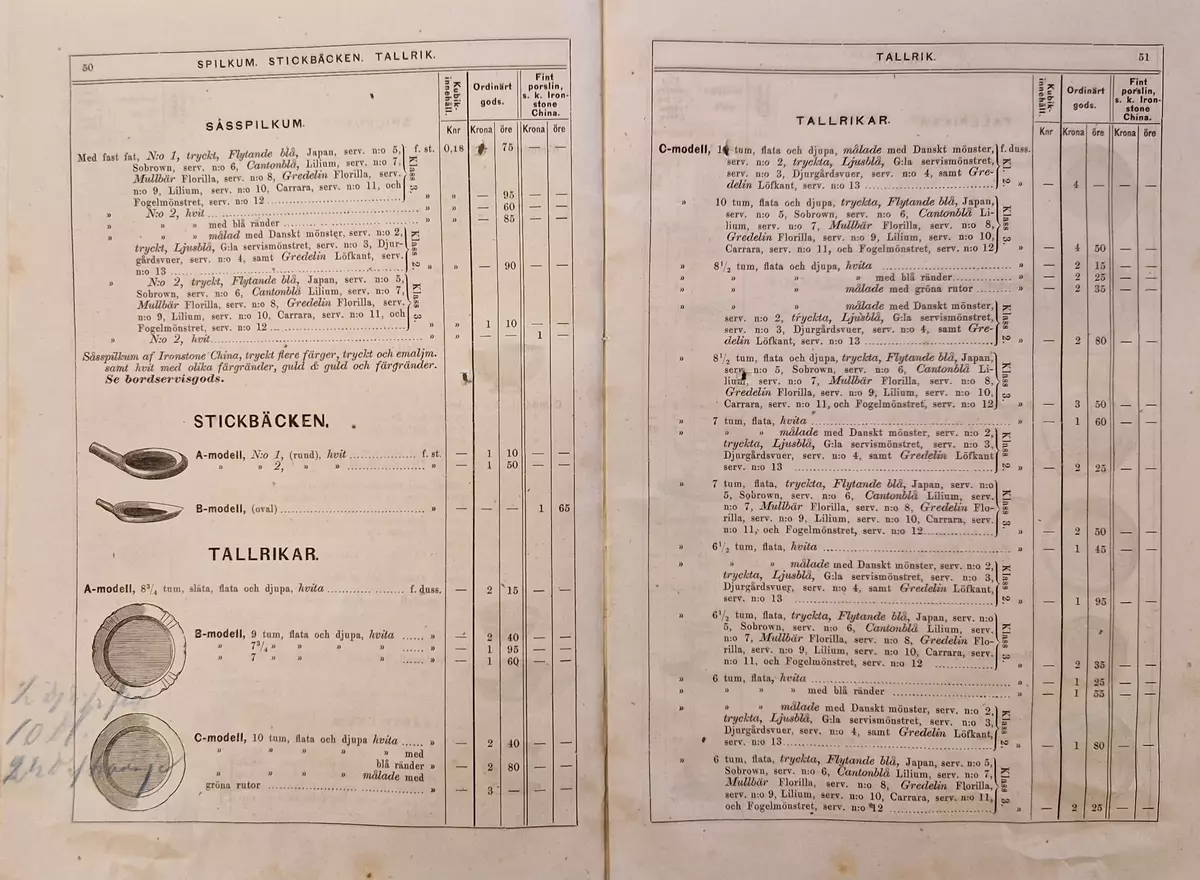 50
SPILKUM. STICKBÄCKEN. TALLRIK.
Kubik-innehåll.
Ordinärt gods.
Fint porslin, s. k. Iron-stone China.
SÅSSPILKUM.
Knr Krona öre Krona öre
Med fast fat, N:o 1, tryckt, Flytande blå, Japan, serv. n:o 5, f. st. 0,18 75 — —
Sobrown, serv. n:o 6, Cantonblå, Lilium, serv. n:o 7,
Mullbär Florilla, serv. n:o 8, Gredelin Florilla, serv.
n:o 9, Lilium, serv. n:o 10, Carrara, serv. n:o 11, och
Fogelmönstret, serv. n:o 12 Klass 3. » » — 95
» N:o 2, hvit » » — 60
» » » med blå ränder » » — 85
» » målad med Danskt mönster, serv. n:o 2,
tryckt, Ljusblå, G:la servismönstret, serv. n:o 3, Djur-
gårdsvuer, serv. n:o 4, samt Gredelin Löfkant, serv.
n:o 13 Klass 2. » » — 90 — —
» N:o 2, tryckt, Flytande blå, Japan, serv. n:o 5,
Sobrown, serv. n:o 6, Cantonblå Lilium, serv. n:o 7,
Mullbär Florilla, serv. n:o 8, Gredelin Florilla, serv.
n:o 9, Lilium, serv. n:o 10, Carrara, serv. n:o 11, och
Fogelmönstret, serv. n:o 12 Klass 3. » » 1 10 — —
» N:o 2, hvit » » — — 1 —
Såsspilkum af Ironstone China, tryckt flere färger, tryckt och emaljm.
samt hvit med olika färgränder, guld & guld och färgränder.
Se bordservisgods.
STICKBÄCKEN.
A-modell, N:o 1, (rund), hvit f. st. — 1 10 — —
» » 2, » » » — 1 50 — —
B-modell, (oval) » — — — 1 65
TALLRIKAR.
A-modell, 8³/₄ tum, släta, flata och djupa, hvita f. duss. — 2 15 — —
B-modell, 9 tum, flata och djupa, hvita » — 2 40 — —
» 7³/₄ » » » » » — 1 95 — —
» 7 » » » » » — 1 60 — —
C-modell, 10 tum, flata och djupa hvita » — 2 40 — —
» » » » » med
blå ränder » — 2 80 — —
» » » » målade med
gröna rutor » — 3 — — —
TALLRIK.
51
Kubik-innehåll.
Ordinärt gods.
Fint porslin, s. k. Iron-stone China.
TALLRIKAR.
Knr Krona öre Krona öre
C-modell, tum, flata och djupa, målade med Danskt mönster, f. duss.
serv. n:o 2, tryckta, Ljusblå, G:la servismönstret,
serv. n:o 3, Djurgårdsvuer, serv. n:o 4, samt Gre-
delin Löfkant, serv. n:o 13 Kl. 2. » — 4 — — —
» 10 tum, flata och djupa, tryckta, Flytande blå, Japan,
serv. n:o 5, Sobrown, serv. n:o 6, Cantonblå Li-
lium, serv. n:o 7, Mullbär Florilla, serv. n:o 8,
Gredelin Florilla, serv. n:o 9, Lilium, serv. n:o 10,
Carrara, serv. n:o 11, och Fogelmönstret, serv. n:o 12 Klass 3. » — 4 50 — —
» 8¹/₂ tum, flata och djupa, hvita » — 2 15 — —
» » » » med blå ränder » — 2 25 — —
» » » målade med gröna rutor » — 2 35 — —
» » » målade med Danskt mönster,
serv. n:o 2, tryckta, Ljusblå, G:la servismönstret,
serv. n:o 3, Djurgårdsvuer, serv. n:o 4, samt Gre-
delin Löfkant, serv. n:o 13 Klass 2. » — 2 80 — —
» 8¹/₂ tum, flata och djupa, tryckta, Flytande blå, Japan,
serv. n:o 5, Sobrown, serv. n:o 6, Cantonblå Li-
lium, serv. n:o 7, Mullbär Florilla, serv. n:o 8,
Gredelin Florilla, serv. n:o 9, Lilium, serv. n:o 10,
Carrara, serv. n:o 11, och Fogelmönstret, serv. n:o 12 Klass 3. » — 3 50 — —
» 7 tum, flata, hvita » — 1 60 — —
» » » » målade med Danskt mönster, serv. n:o 2,
tryckta, Ljusblå, G:la servismönstret, serv. n:o 3,
Djurgårdsvuer, serv. n:o 4, samt Gredelin Löfkant
serv. n:o 13 Klass 2. » — 2 25 — —
» 7 tum, flata, tryckta, Flytande blå, Japan, serv. n:o
5, Sobrown, serv. n:o 6, Cantonblå Lilium, serv.
n:o 7, Mullbär Florilla, serv. n:o 8, Gredelin Flo-
rilla, serv. n:o 9, Lilium, serv. n:o 10, Carrara, serv.
n:o 11, och Fogelmönstret, serv. n:o 12 Klass 3. » — 2 50 — —
» 6¹/₂ tum, flata, hvita » — 1 45 — —
» » » » målade med Danskt mönster, serv. n:o 2,
tryckta, Ljusblå, G:la servismönstret, serv. n:o 3,
Djurgårdsvuer, serv. n:o 4, samt Gredelin Löfkant,
serv. n:o 13 Klass 2. » — 1 95 — —
» 6¹/₂ tum, flata, tryckta, Flytande blå, Japan, serv. n:o
5, Sobrown, serv. n:o 6, Cantonblå Lilium, serv.
n:o 7, Mullbär Florilla, serv. n:o 8, Gredelin Flo-
rilla, serv. n:o 9, Lilium, serv. n:o 10, Carrara, serv.
n:o 11, och Fogelmönstret, serv. n:o 12 Klass 3. » — 2 35 — —
» 6 tum, flata, hvita » — 1 25 — —
» » » » med blå ränder » — 1 55 — —
» » » » målade med Danskt mönster, serv. n:o 2,
tryckta, Ljusblå, G:la servismönstret, serv. n:o 3,
Djurgårdsvuer, serv. n:o 4, samt Gredelin Löfkant,
serv. n:o 13 Klass 2. » — 1 80 — —
» 6 tum, flata, tryckta, Flytande blå, Japan, serv. n:o 5,
Sobrown, serv. n:o 6, Cantonblå Lilium, serv. n:o 7,
Mullbär Florilla, serv. n:o 8, Gredelin Florilla,
serv. n:o 9, Lilium, serv. n:o 10, Carrara, serv. n:o 11,
och Fogelmönstret, serv. n:o 12 Klass 3. » — 2 25 — —